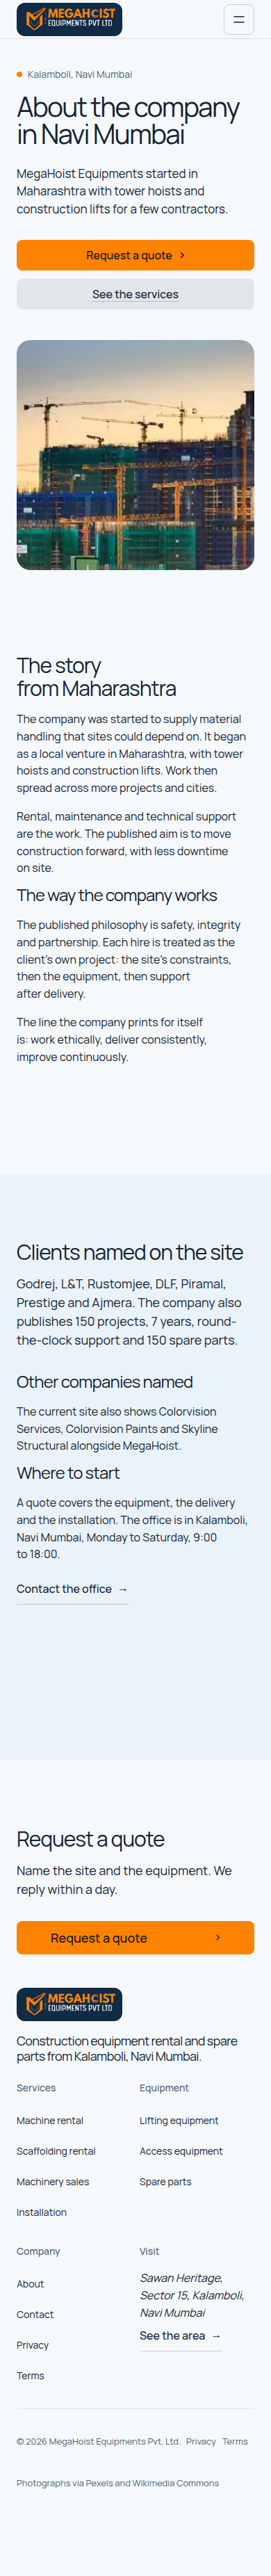 MEGAHOIST
EQUIPMENTS PVT LTD
Kalamboli, Navi Mumbai
About the company
in Navi Mumbai
MegaHoist Equipments started in
Maharashtra with tower hoists and
construction lifts for a few contractors.
Request a quote ›
See the services
The story
from Maharashtra
The company was started to supply material
handling that sites could depend on. It began
as a local venture in Maharashtra, with tower
hoists and construction lifts. Work then
spread across more projects and cities.
Rental, maintenance and technical support
are the work. The published aim is to move
construction forward, with less downtime
on site.
The way the company works
The published philosophy is safety, integrity
and partnership. Each hire is treated as the
client's own project: the site's constraints,
then the equipment, then support
after delivery.
The line the company prints for itself
is: work ethically, deliver consistently,
improve continuously.
Clients named on the site
Godrej, L&T, Rustomjee, DLF, Piramal,
Prestige and Ajmera. The company also
publishes 150 projects, 7 years, round-
the-clock support and 150 spare parts.
Other companies named
The current site also shows Colorvision
Services, Colorvision Paints and Skyline
Structural alongside MegaHoist.
Where to start
A quote covers the equipment, the delivery
and the installation. The office is in Kalamboli,
Navi Mumbai, Monday to Saturday, 9:00
to 18:00.
Contact the office →
Request a quote
Name the site and the equipment. We
reply within a day.
Request a quote ›
MEGAHOIST
EQUIPMENTS PVT LTD
Construction equipment rental and spare
parts from Kalamboli, Navi Mumbai.
Services
Machine rental
Scaffolding rental
Machinery sales
Installation
Equipment
Lifting equipment
Access equipment
Spare parts
Company
About
Contact
Privacy
Terms
Visit
Sawan Heritage,
Sector 15, Kalamboli,
Navi Mumbai
See the area →
© 2026 MegaHoist Equipments Pvt. Ltd. Privacy Terms
Photographs via Pexels and Wikimedia Commons